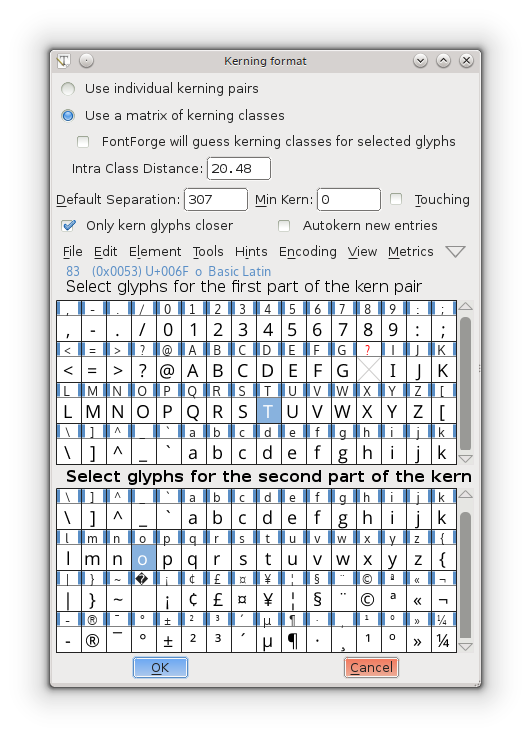 Kerning format
Use individual kerning pairs
Use a matrix of kerning classes
FontForge will guess kerning classes for selected glyphs
Intra Class Distance: 20.48
Default Separation: 307 Min Kern: 0 Touching
Only kern glyphs closer Autokern new entries
File Edit Element Tools Hints Encoding View Metrics
83 (0x0053) U+006F o Basic Latin
Select glyphs for the first part of the kern pair
, - . / 0 1 2 3 4 5 6 7 8 9 : ;
, - . / 0 1 2 3 4 5 6 7 8 9 : ;
< = > ? @ A B C D E F G ? I J K
< = > ? @ A B C D E F G I J K
L M N O P Q R S T U V W X Y Z [
L M N O P Q R S T U V W X Y Z [
\ ] ^ _ ` a b c d e f g h i j k
\ ] ^ _ ` a b c d e f g h i j k
Select glyphs for the second part of the kern
\ ] ^ _ ` a b c d e f g h i j k
\ ] ^ _ ` a b c d e f g h i j k
l m n o p q r s t u v w x y z {
l m n o p q r s t u v w x y z {
| } ~ � ¡ ¢ £ ¤ ¥ ¦ § ¨ © ª « ¬
| } ~ ¡ ¢ £ ¤ ¥ ¦ § ¨ © ª « ¬
- ® ¯ ° ± ² ³ ´ µ ¶ · ¸ ¹ º » ¼
- ® ¯ ° ± ² ³ ´ µ ¶ · ¸ ¹ º » ¼
OK Cancel